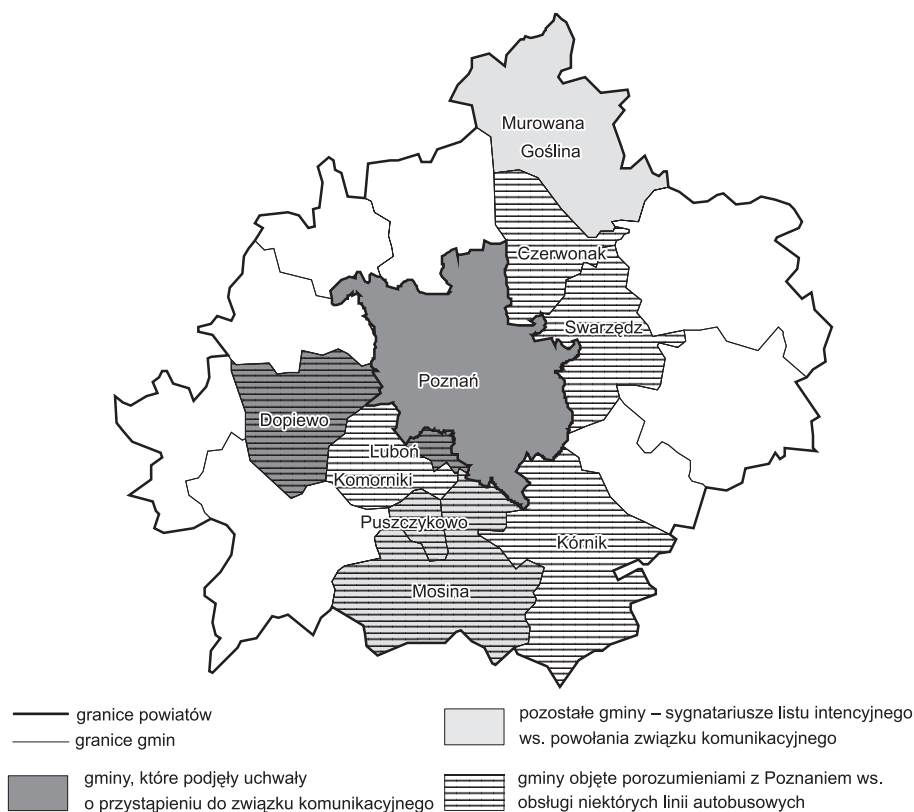 Murowana
Goślina
Czerwonak
Swarzędz
Poznań
Dopiewo
Luboń
Komorniki
Puszczykowo
Kórnik
Mosina
granice powiatów
granice gmin
gminy, które podjęły uchwały
o przystąpieniu do związku komunikacyjnego
pozostałe gminy – sygnatariusze listu intencyjnego
ws. powołania związku komunikacyjnego
gminy objęte porozumieniami z Poznaniem ws.
obsługi niektórych linii autobusowych